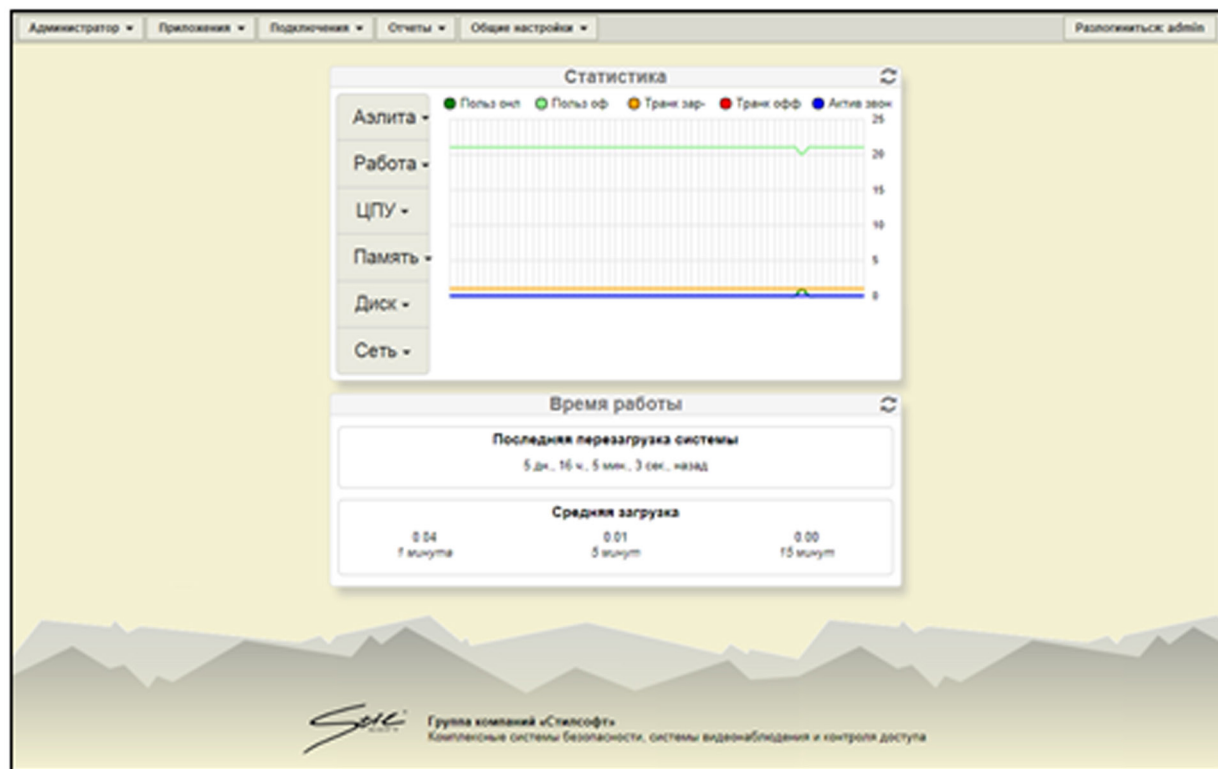 Администратор Приложения Подключения Отчеты Общие настройки Разлогиниться: admin
Статистика
Польз онл Польз оф Транк зар- Транк офф Актив звон
Аэлита
Работа
ЦПУ
Память
Диск
Сеть
25
20
15
10
5
0
Время работы
Последняя перезагрузка системы
5 дн., 16 ч., 5 мин., 3 сек., назад
Средняя загрузка
0.04 0.01 0.00
1 минута 5 минут 15 минут
Группа компаний «Стилсофт»
Комплексные системы безопасности, системы видеонаблюдения и контроля доступа